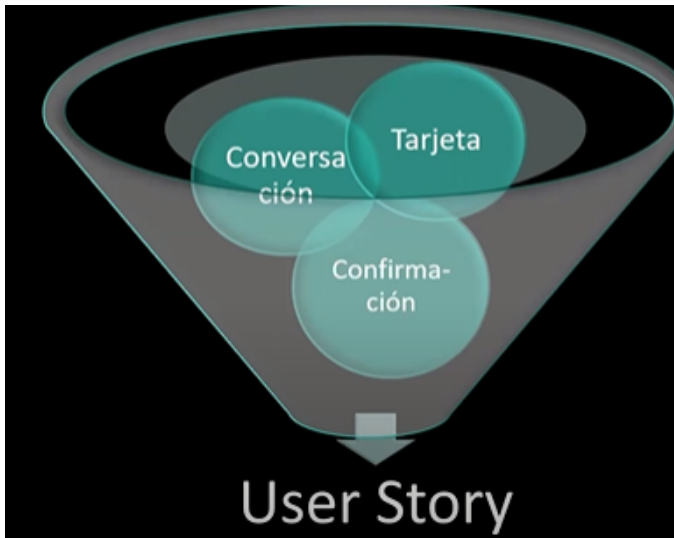 Tarjeta
Conversa
ción
Confirma-
ción
User Story